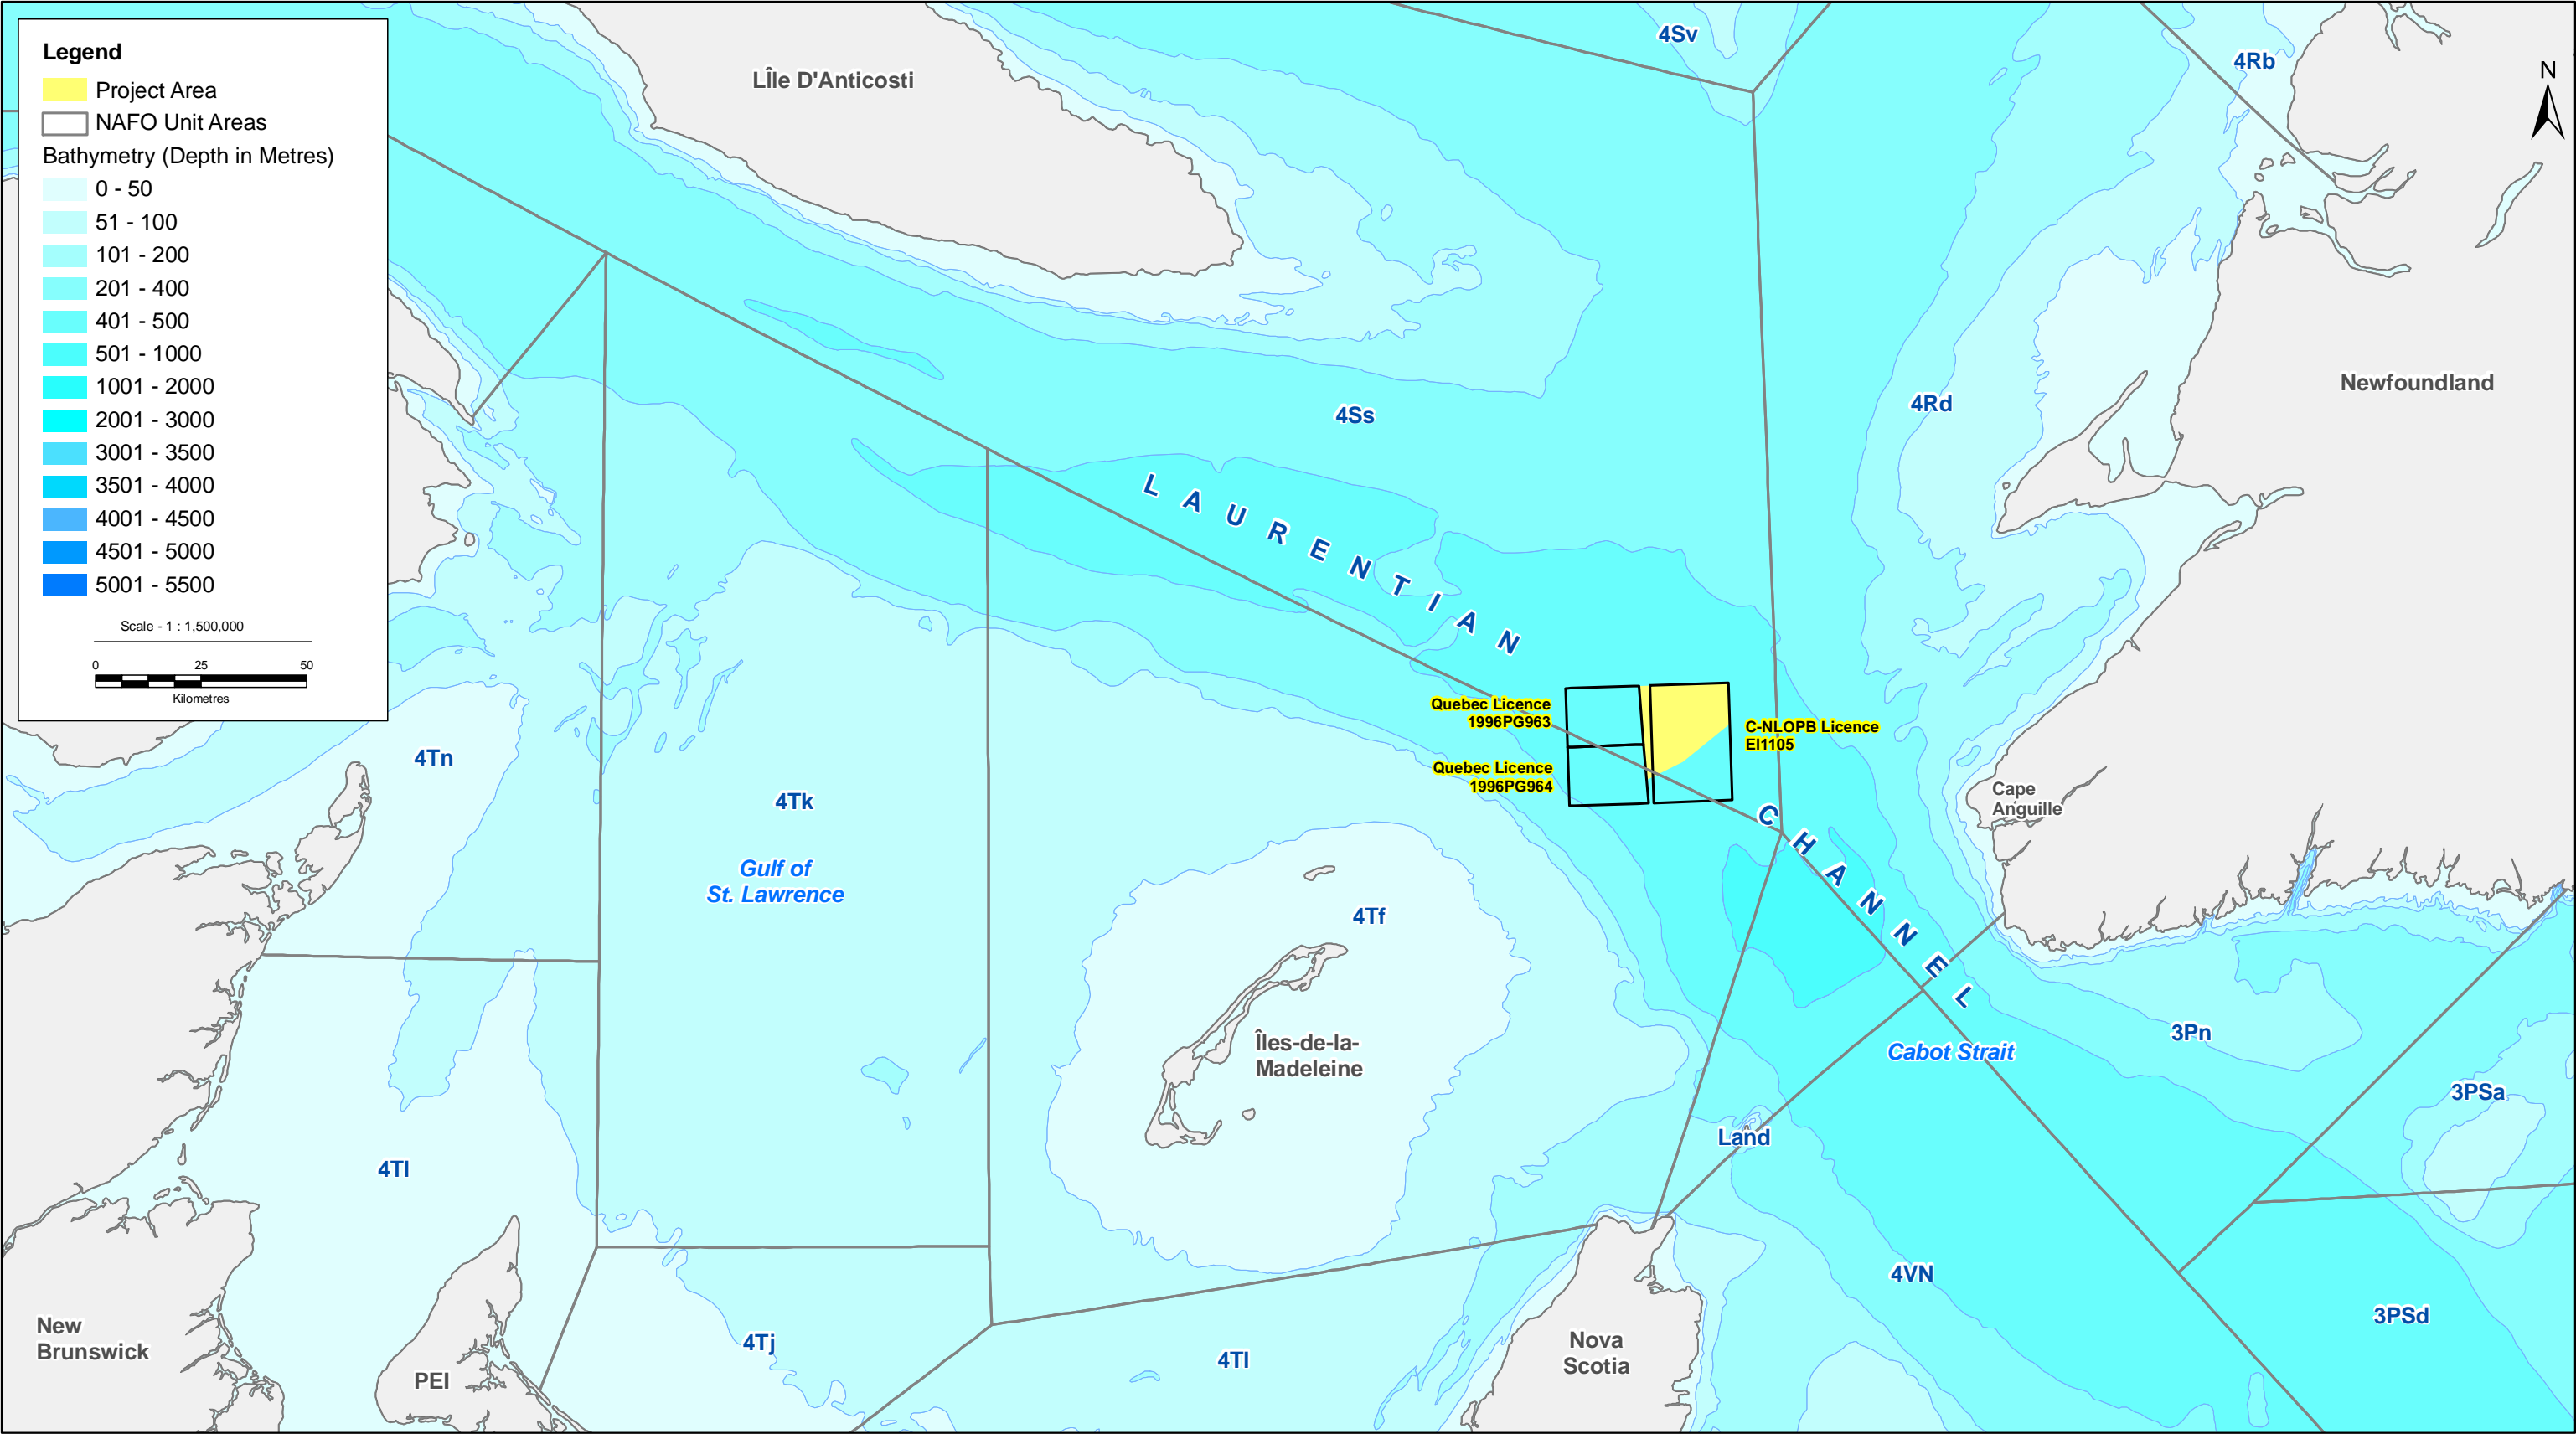 Legend
Project Area
NAFO Unit Areas
Bathymetry (Depth in Metres)
0 - 50
51 - 100
101 - 200
201 - 400
401 - 500
501 - 1000
1001 - 2000
2001 - 3000
3001 - 3500
3501 - 4000
4001 - 4500
4501 - 5000
5001 - 5500
Scale - 1 : 1,500,000
0 25 50
Kilometres
LÎle D'Anticosti
4Sv
4Rb
N
Newfoundland
4Rd
4Ss
LAURENTIAN
Quebec Licence
1996PG963
C-NLOPB Licence
El1105
Quebec Licence
1996PG964
4Tn
4Tk
Cape
Anguille
CHANNEL
Gulf of
St. Lawrence
4Tf
Îles-de-la-
Madeleine
3Pn
Cabot Strait
3PSa
Land
4Tl
4VN
3PSd
New
Brunswick
4Tj
4Tl
Nova
Scotia
PEI